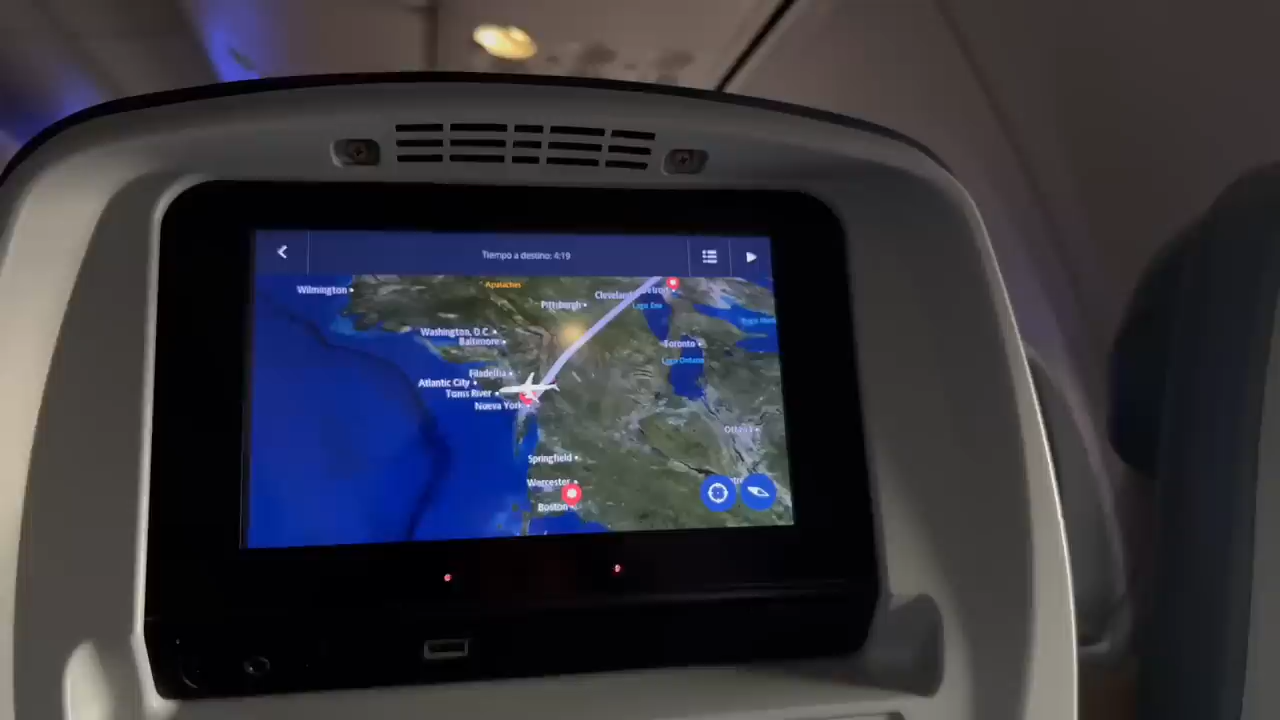 Tiempo a destino: 4:19
Apalaches
Wilmington
Cleveland
Detroit
Pittsburgh
Lago Erie
Washington, D.C.
Baltimore
Toronto
Lago Ontario
Filadelfia
Atlantic City
Toms River
Nueva York
Ottawa
Springfield
Worcester
Boston